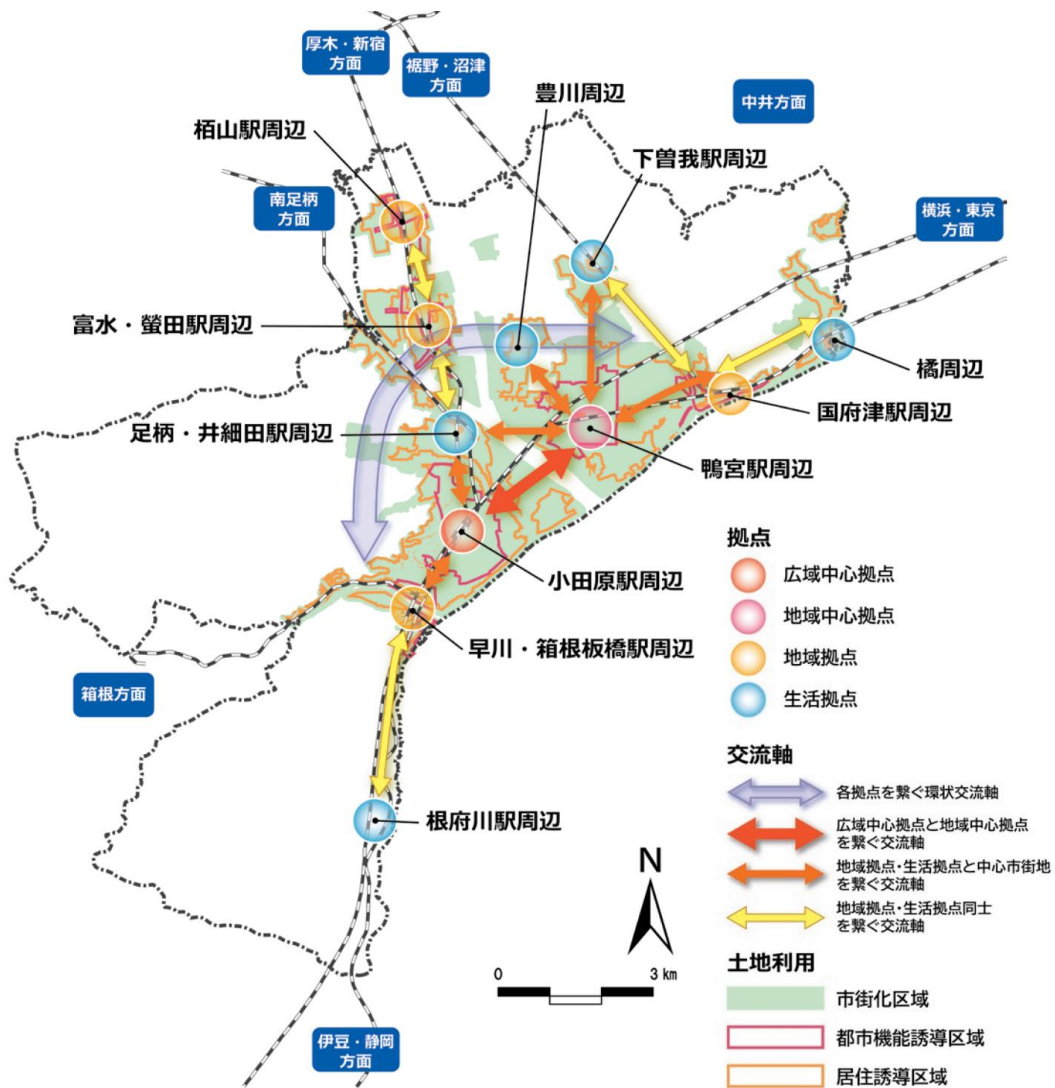 厚木・新宿
方面
裾野・沼津
方面
豊川周辺
中井方面
栢山駅周辺
下曽我駅周辺
南足柄
方面
横浜・東京
方面
富水・螢田駅周辺
橘周辺
国府津駅周辺
足柄・井細田駅周辺
鴨宮駅周辺
小田原駅周辺
早川・箱根板橋駅周辺
箱根方面
根府川駅周辺
伊豆・静岡
方面
N
0 3 km
拠点
広域中心拠点
地域中心拠点
地域拠点
生活拠点
交流軸
各拠点を繋ぐ環状交流軸
広域中心拠点と地域中心拠点
を繋ぐ交流軸
地域拠点・生活拠点と中心市街地
を繋ぐ交流軸
地域拠点・生活拠点同士
を繋ぐ交流軸
土地利用
市街化区域
都市機能誘導区域
居住誘導区域